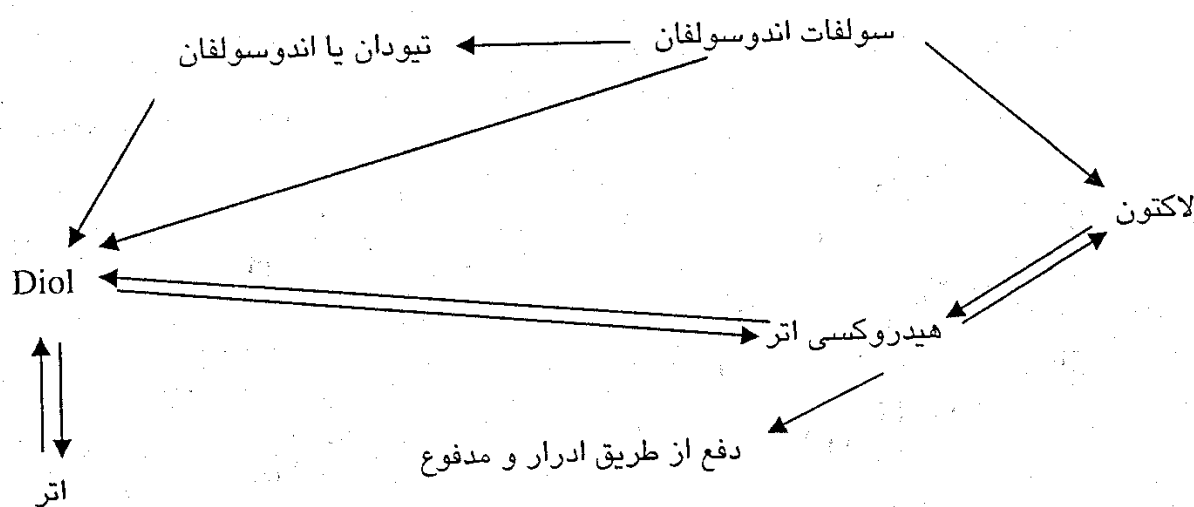 سولفات اندوسولفان
تیودان یا اندوسولفان
لاکتون
Diol
هیدروکسی اتر
دفع از طریق ادرار و مدفوع
اتر